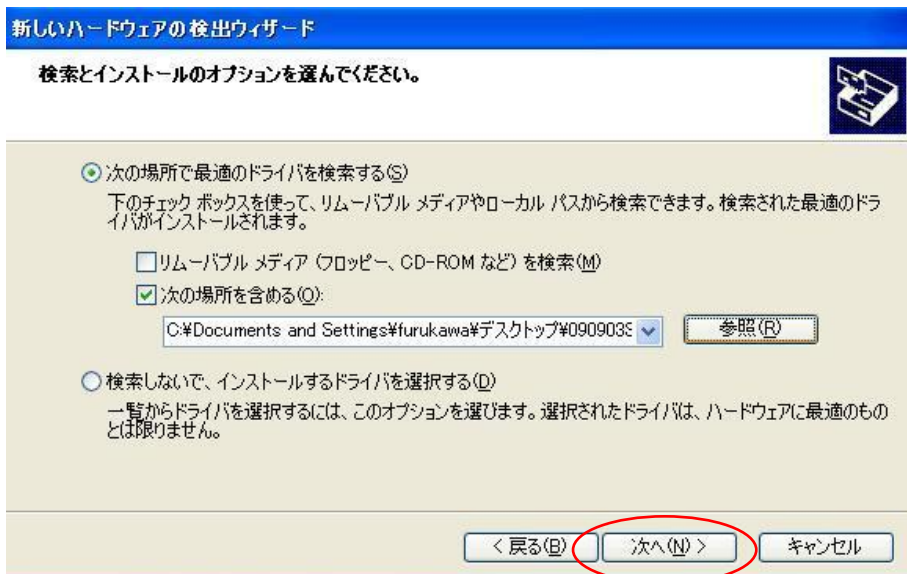 新しいハードウェアの検出ウィザード
検索とインストールのオプションを選んでください。
次の場所で最適のドライバを検索する(S)
下のチェック ボックスを使って、リムーバブル メディアやローカル パスから検索できます。検索された最適のドラ
イバがインストールされます。
リムーバブル メディア (フロッピー、CD-ROM など) を検索(M)
次の場所を含める(O):
C:¥Documents and Settings¥furukawa¥デスクトップ¥090903S 参照(R)
検索しないで、インストールするドライバを選択する(D)
一覧からドライバを選択するには、このオプションを選びます。選択されたドライバは、ハードウェアに最適のもの
とは限りません。
< 戻る(B) 次へ(N) > キャンセル